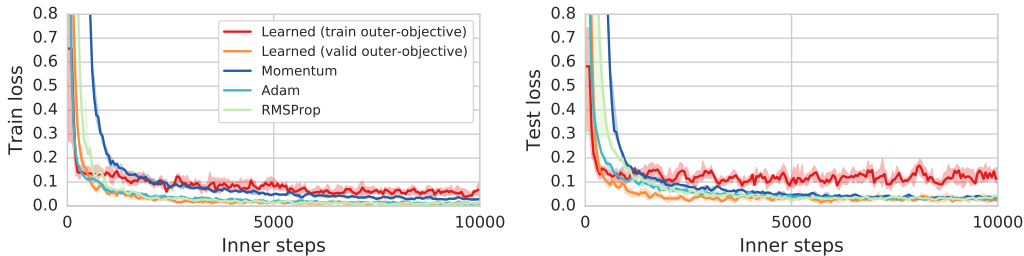 0.8
0.7
0.6
0.5
0.4
0.3
0.2
0.1
0.0
Train loss
Learned (train outer-objective)
Learned (valid outer-objective)
Momentum
Adam
RMSProp
0 5000 10000
Inner steps
0.8
0.7
0.6
0.5
0.4
0.3
0.2
0.1
0.0
Test loss
0 5000 10000
Inner steps